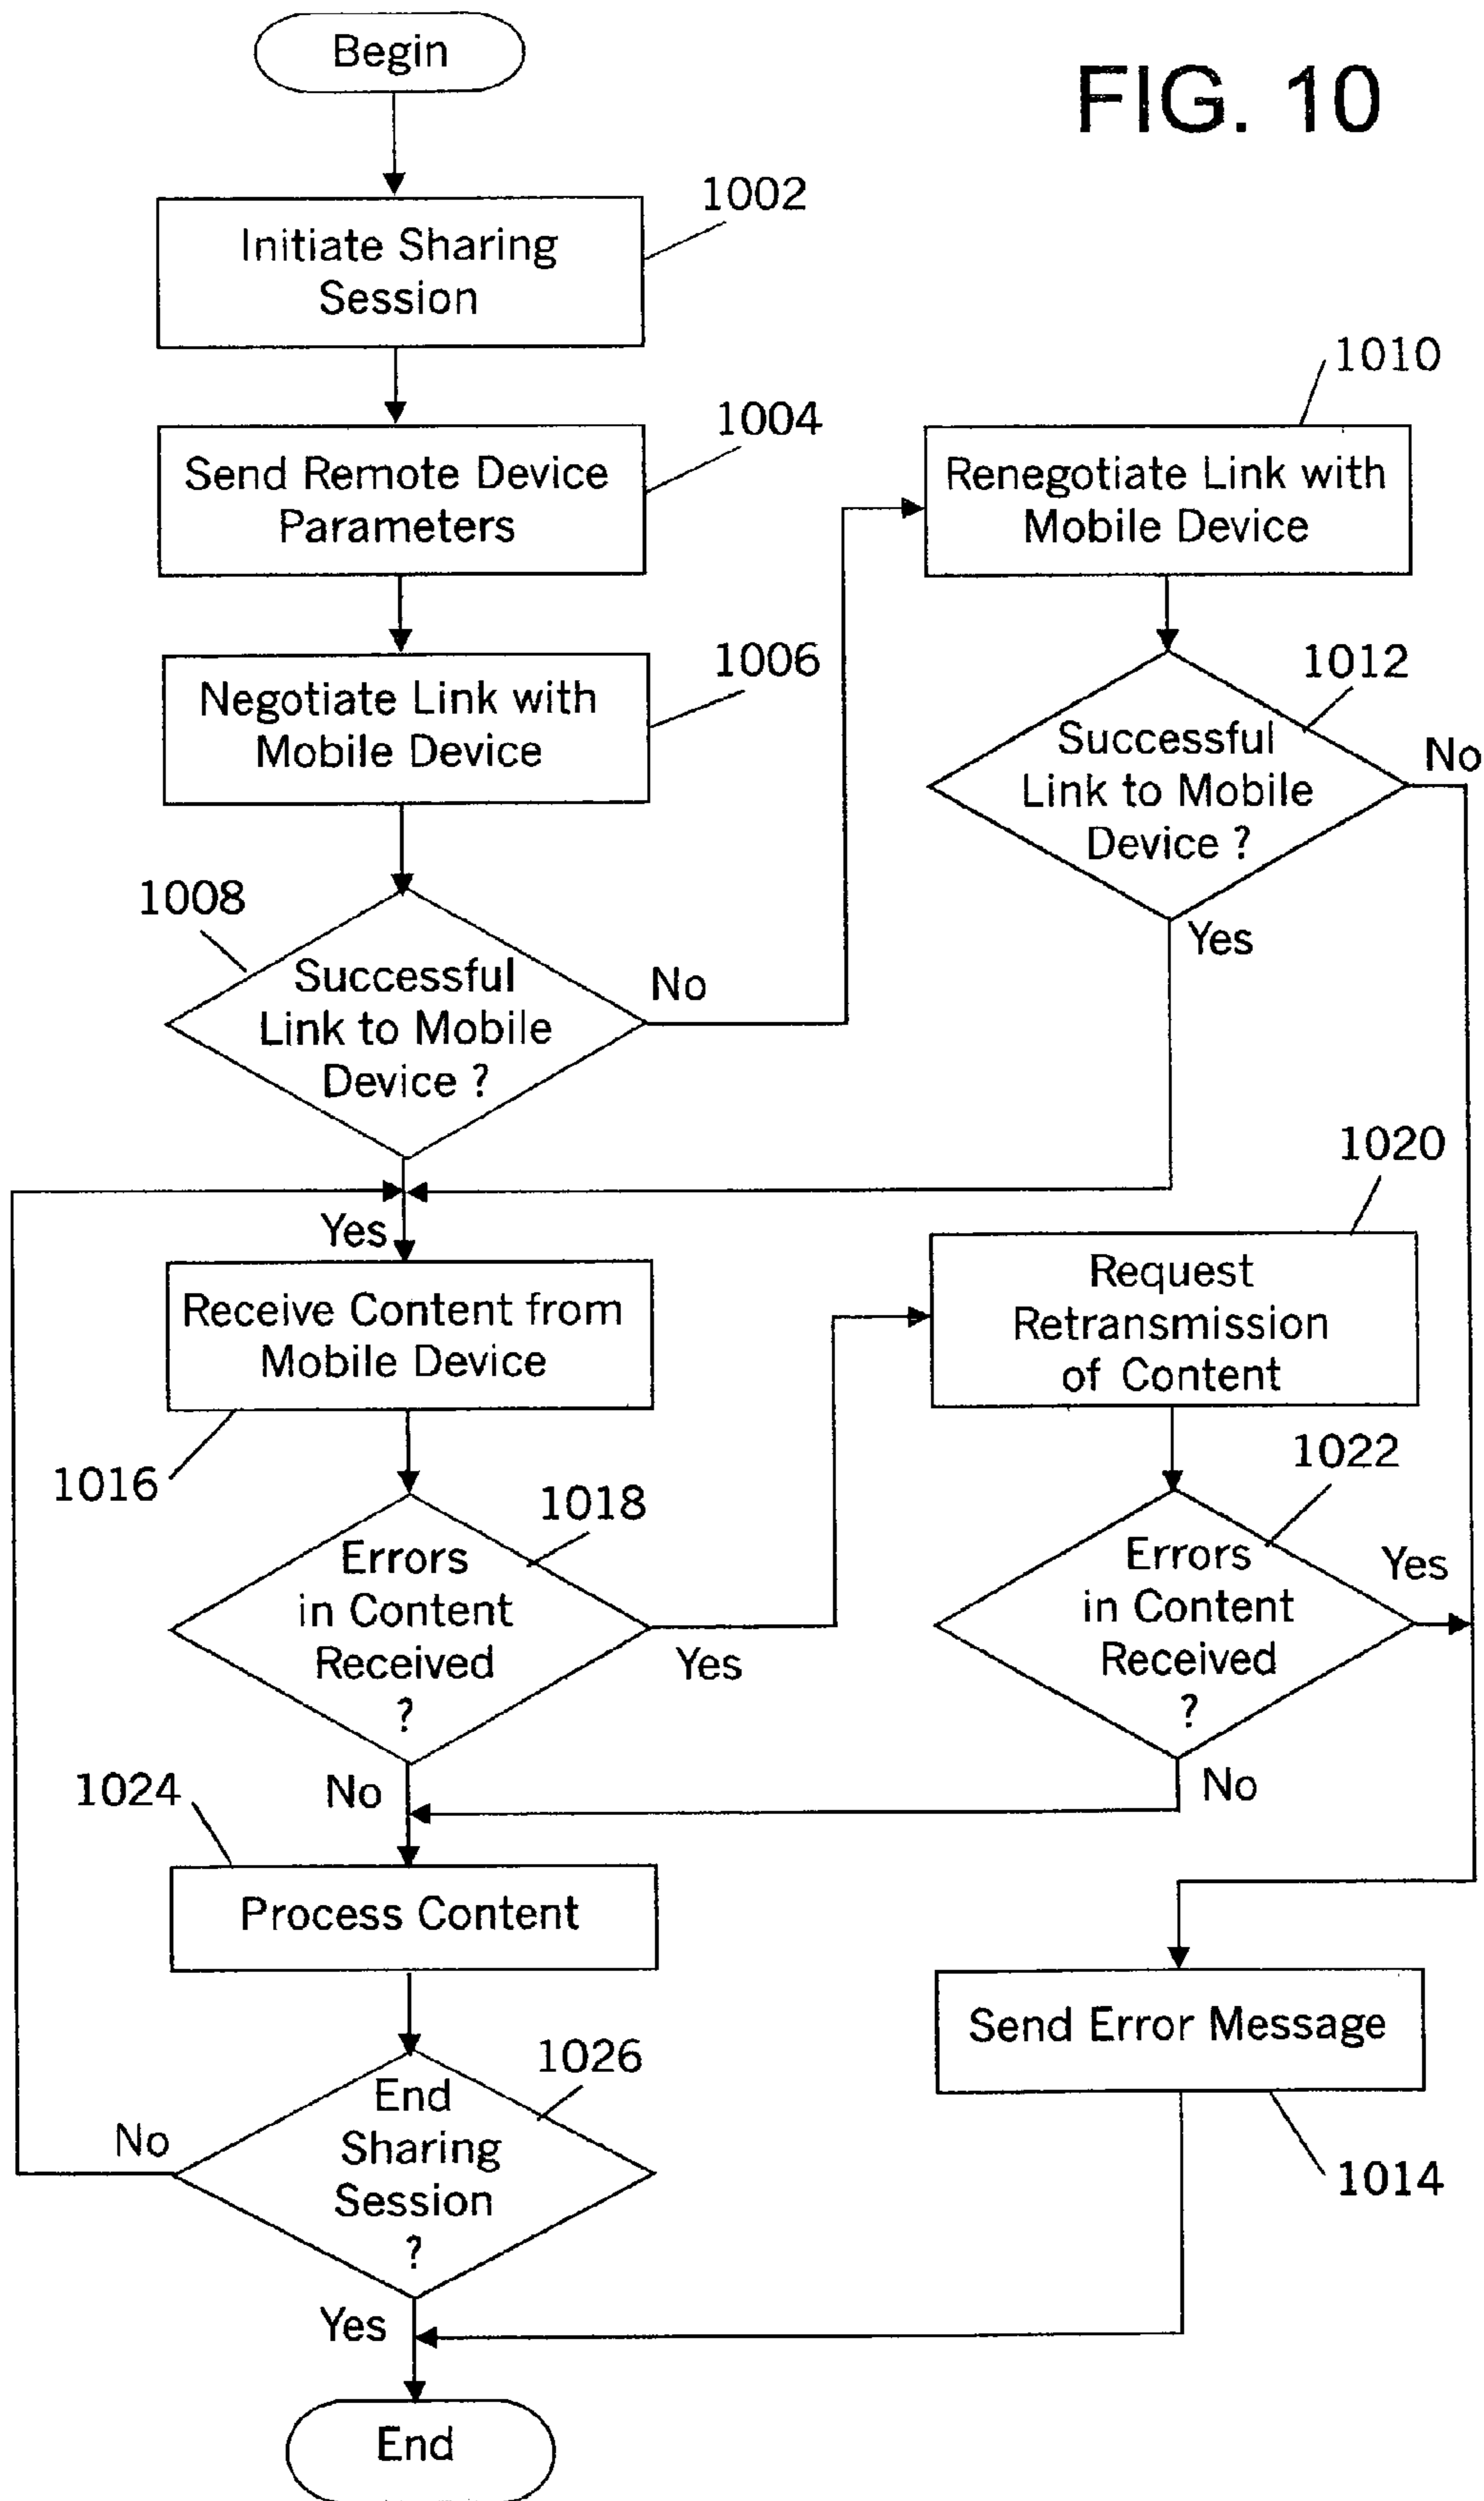 Begin
FIG. 10
1002
Initiate Sharing
Session
1004
Send Remote Device
Parameters
1010
Renegotiate Link with
Mobile Device
1006
Negotiate Link with
Mobile Device
1012
Successful
Link to Mobile
Device ?
No
Yes
1008
Successful
Link to Mobile
Device ?
No
Yes
1020
Request
Retransmission
of Content
Receive Content from
Mobile Device
1016
1018
Errors
in Content
Received
?
Yes
No
1022
Errors
in Content
Received
?
Yes
No
1024
Process Content
Send Error Message
1014
1026
End
Sharing
Session
?
No
Yes
End